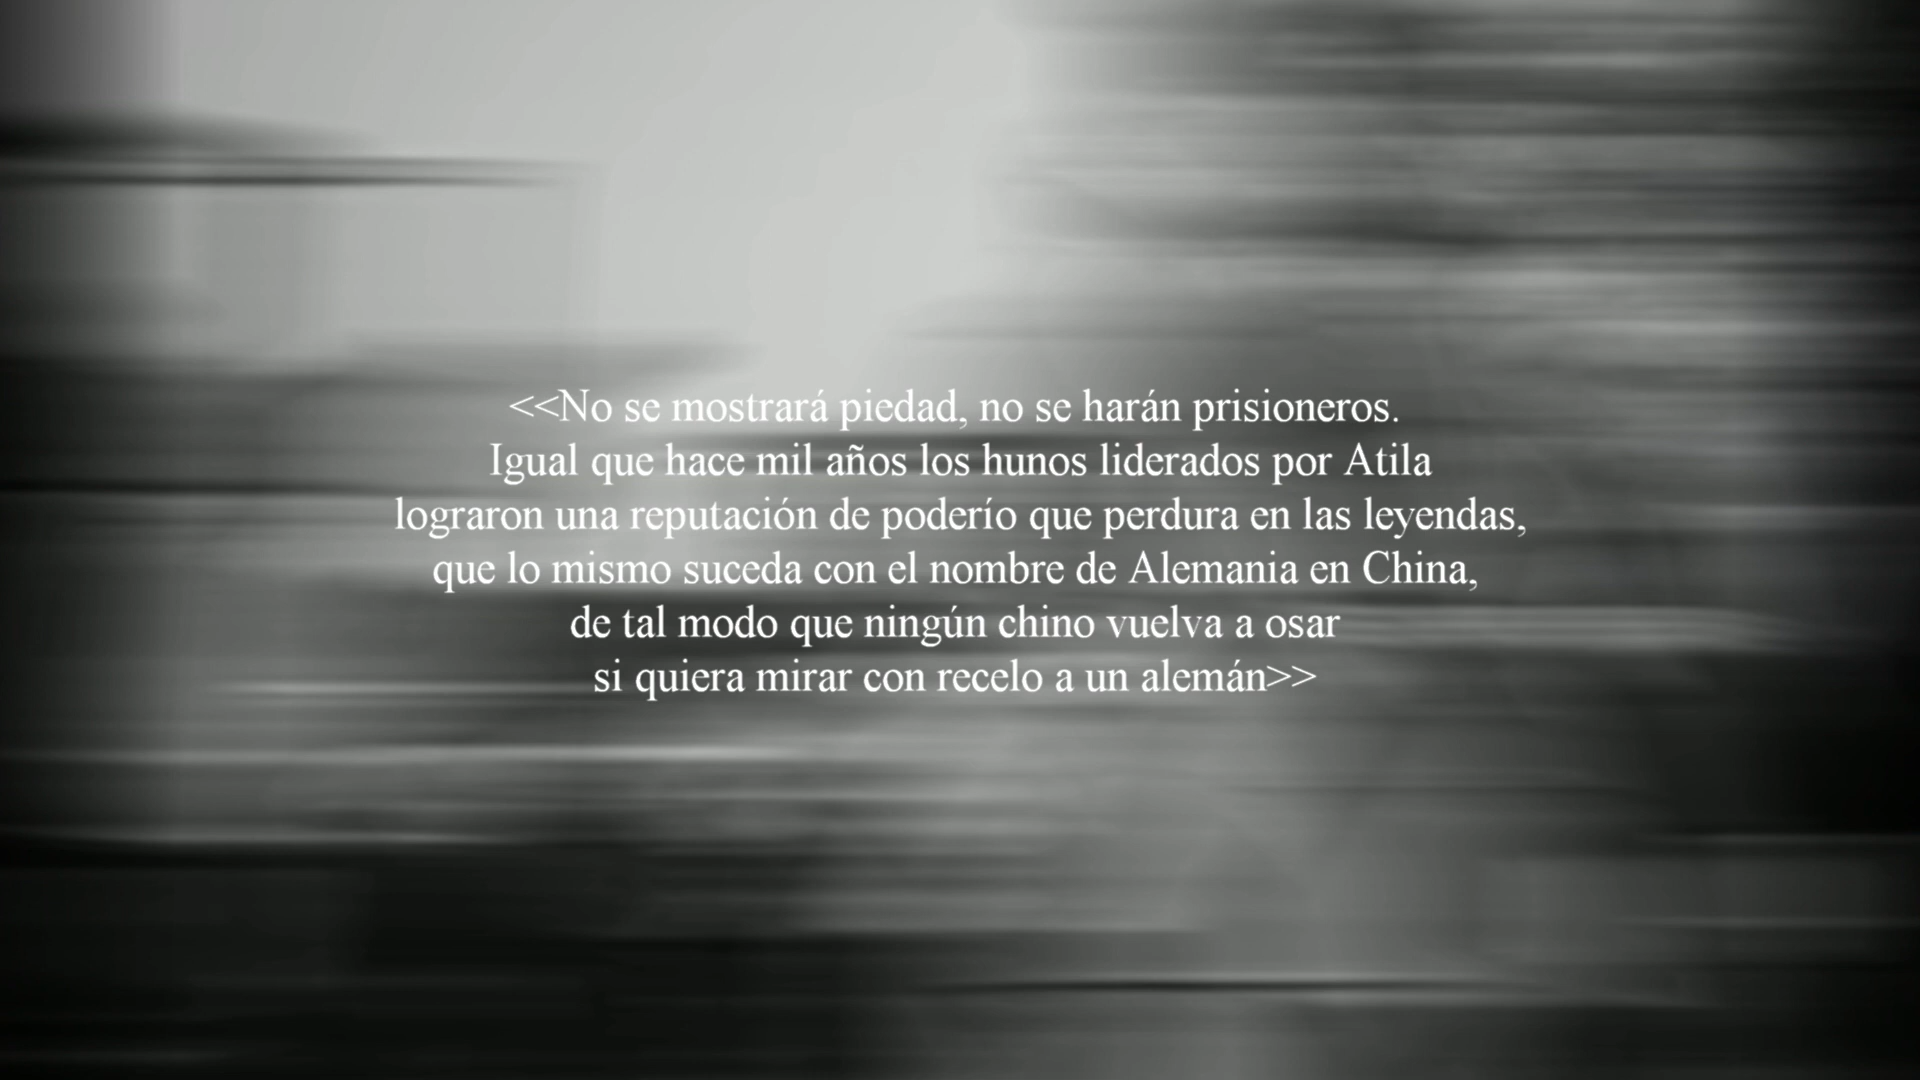 <<No se mostrará piedad, no se harán prisioneros.
Igual que hace mil años los hunos liderados por Atila
lograron una reputación de poderío que perdura en las leyendas,
que lo mismo suceda con el nombre de Alemania en China,
de tal modo que ningún chino vuelva a osar
si quiera mirar con recelo a un alemán>>